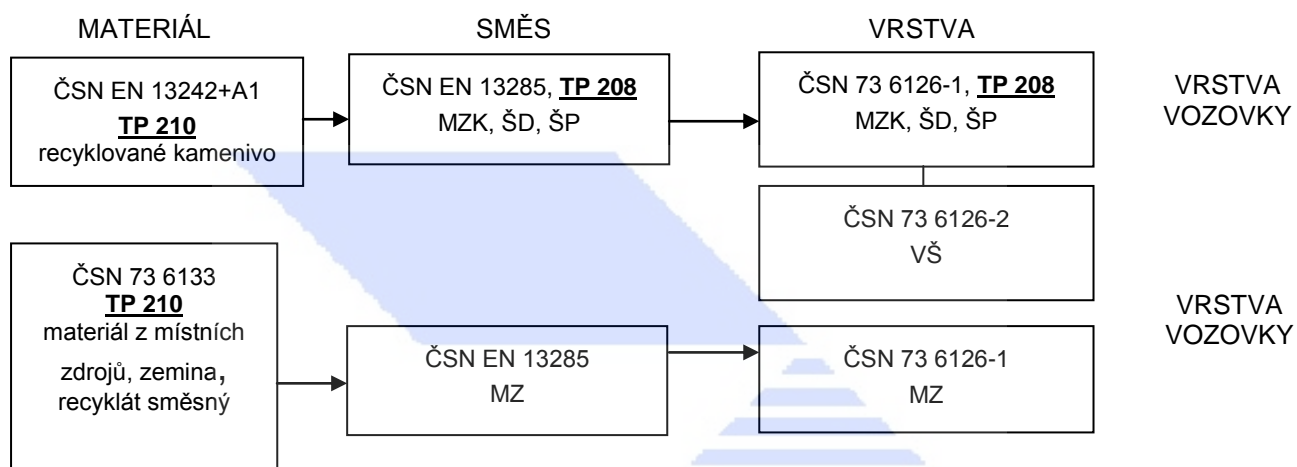 MATERIÁL
SMĚS
VRSTVA
ČSN EN 13242+A1
TP 210
recyklované kamenivo
ČSN EN 13285, TP 208
MZK, ŠD, ŠP
ČSN 73 6126-1, TP 208
MZK, ŠD, ŠP
VRSTVA
VOZOVKY
ČSN 73 6126-2
VŠ
ČSN 73 6133
TP 210
materiál z místních
zdrojů, zemina,
recyklát směsný
ČSN EN 13285
MZ
ČSN 73 6126-1
MZ
VRSTVA
VOZOVKY